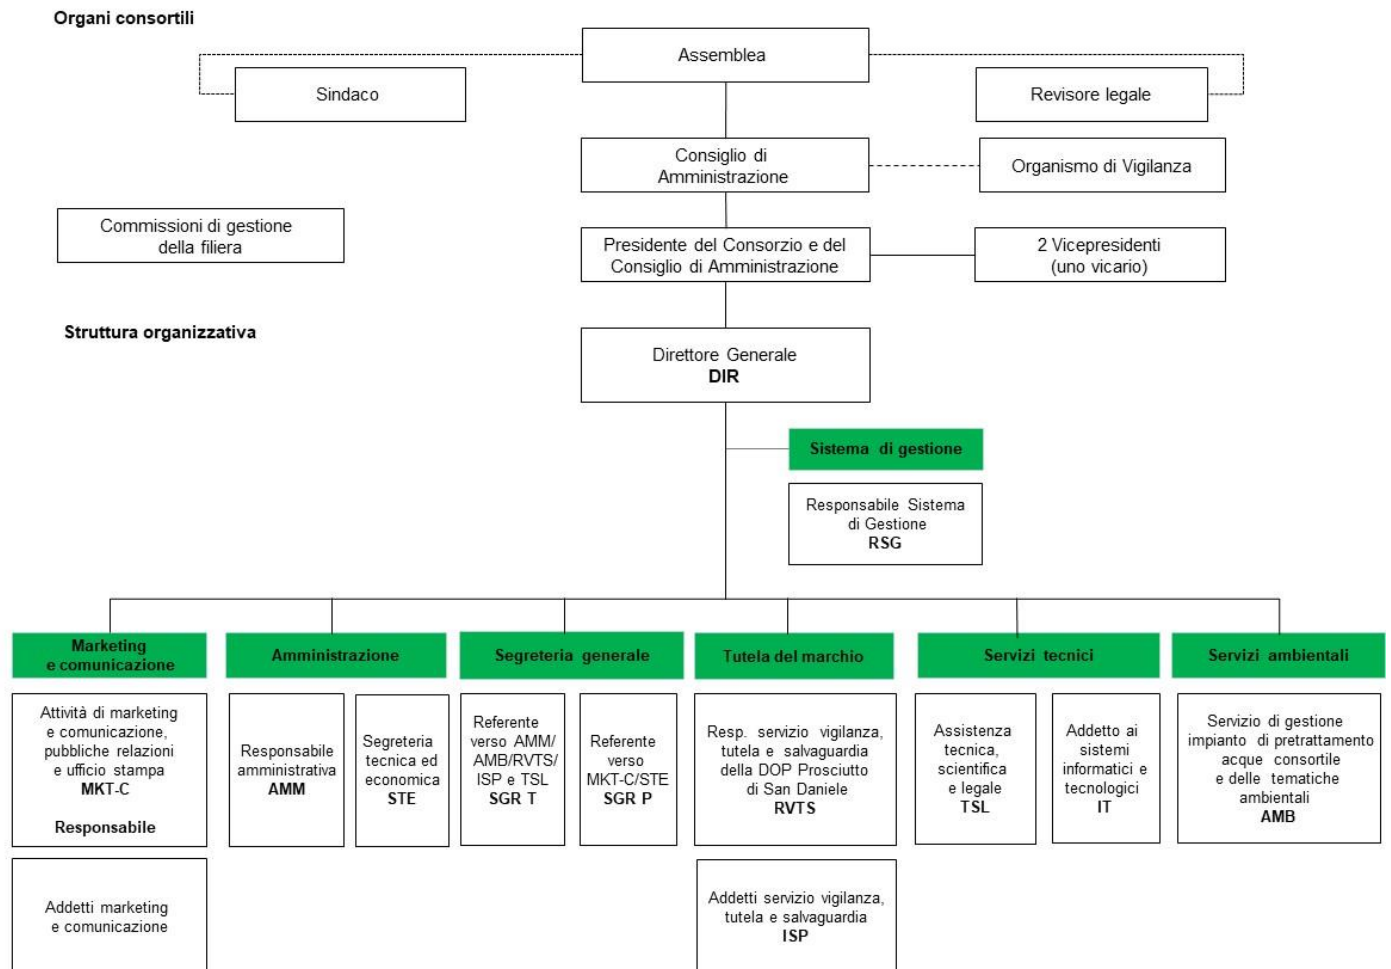 Organi consortili
Assemblea
Sindaco
Revisore legale
Consiglio di
Amministrazione
Organismo di Vigilanza
Commissioni di gestione
della filiera
Presidente del Consorzio e del
Consiglio di Amministrazione
2 Vicepresidenti
(uno vicario)
Struttura organizzativa
Direttore Generale
DIR
Sistema di gestione
Responsabile Sistema
di Gestione
RSG
Marketing
e comunicazione
Amministrazione
Segreteria generale
Tutela del marchio
Servizi tecnici
Servizi ambientali
Attività di marketing
e comunicazione,
pubbliche relazioni
e ufficio stampa
MKT-C
Responsabile
Responsabile
amministrativa
AMM
Segreteria
tecnica ed
economica
STE
Referente
verso AMM/
AMB/RVTS/
ISP e TSL
SGR T
Referente
verso
MKT-C/STE
SGR P
Resp. servizio vigilanza,
tutela e salvaguardia
della DOP Prosciutto
di San Daniele
RVTS
Assistenza
tecnica,
scientifica
e legale
TSL
Addetto ai
sistemi
informatici e
tecnologici
IT
Servizio di gestione
impianto di pretrattamento
acque consortile
e delle tematiche
ambientali
AMB
Addetti marketing
e comunicazione
Addetti servizio vigilanza,
tutela e salvaguardia
ISP